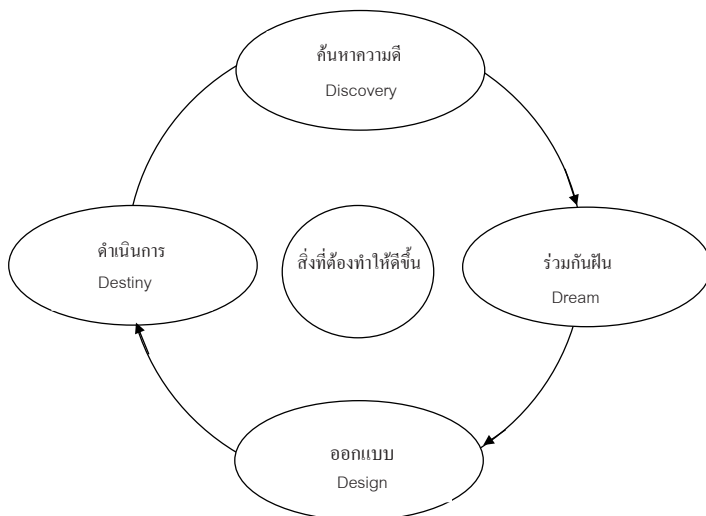 ค้นหาความดี
Discovery
ดำเนินการ
Destiny
สิ่งที่ต้องทำให้ดีขึ้น
ร่วมกันฝัน
Dream
ออกแบบ
Design